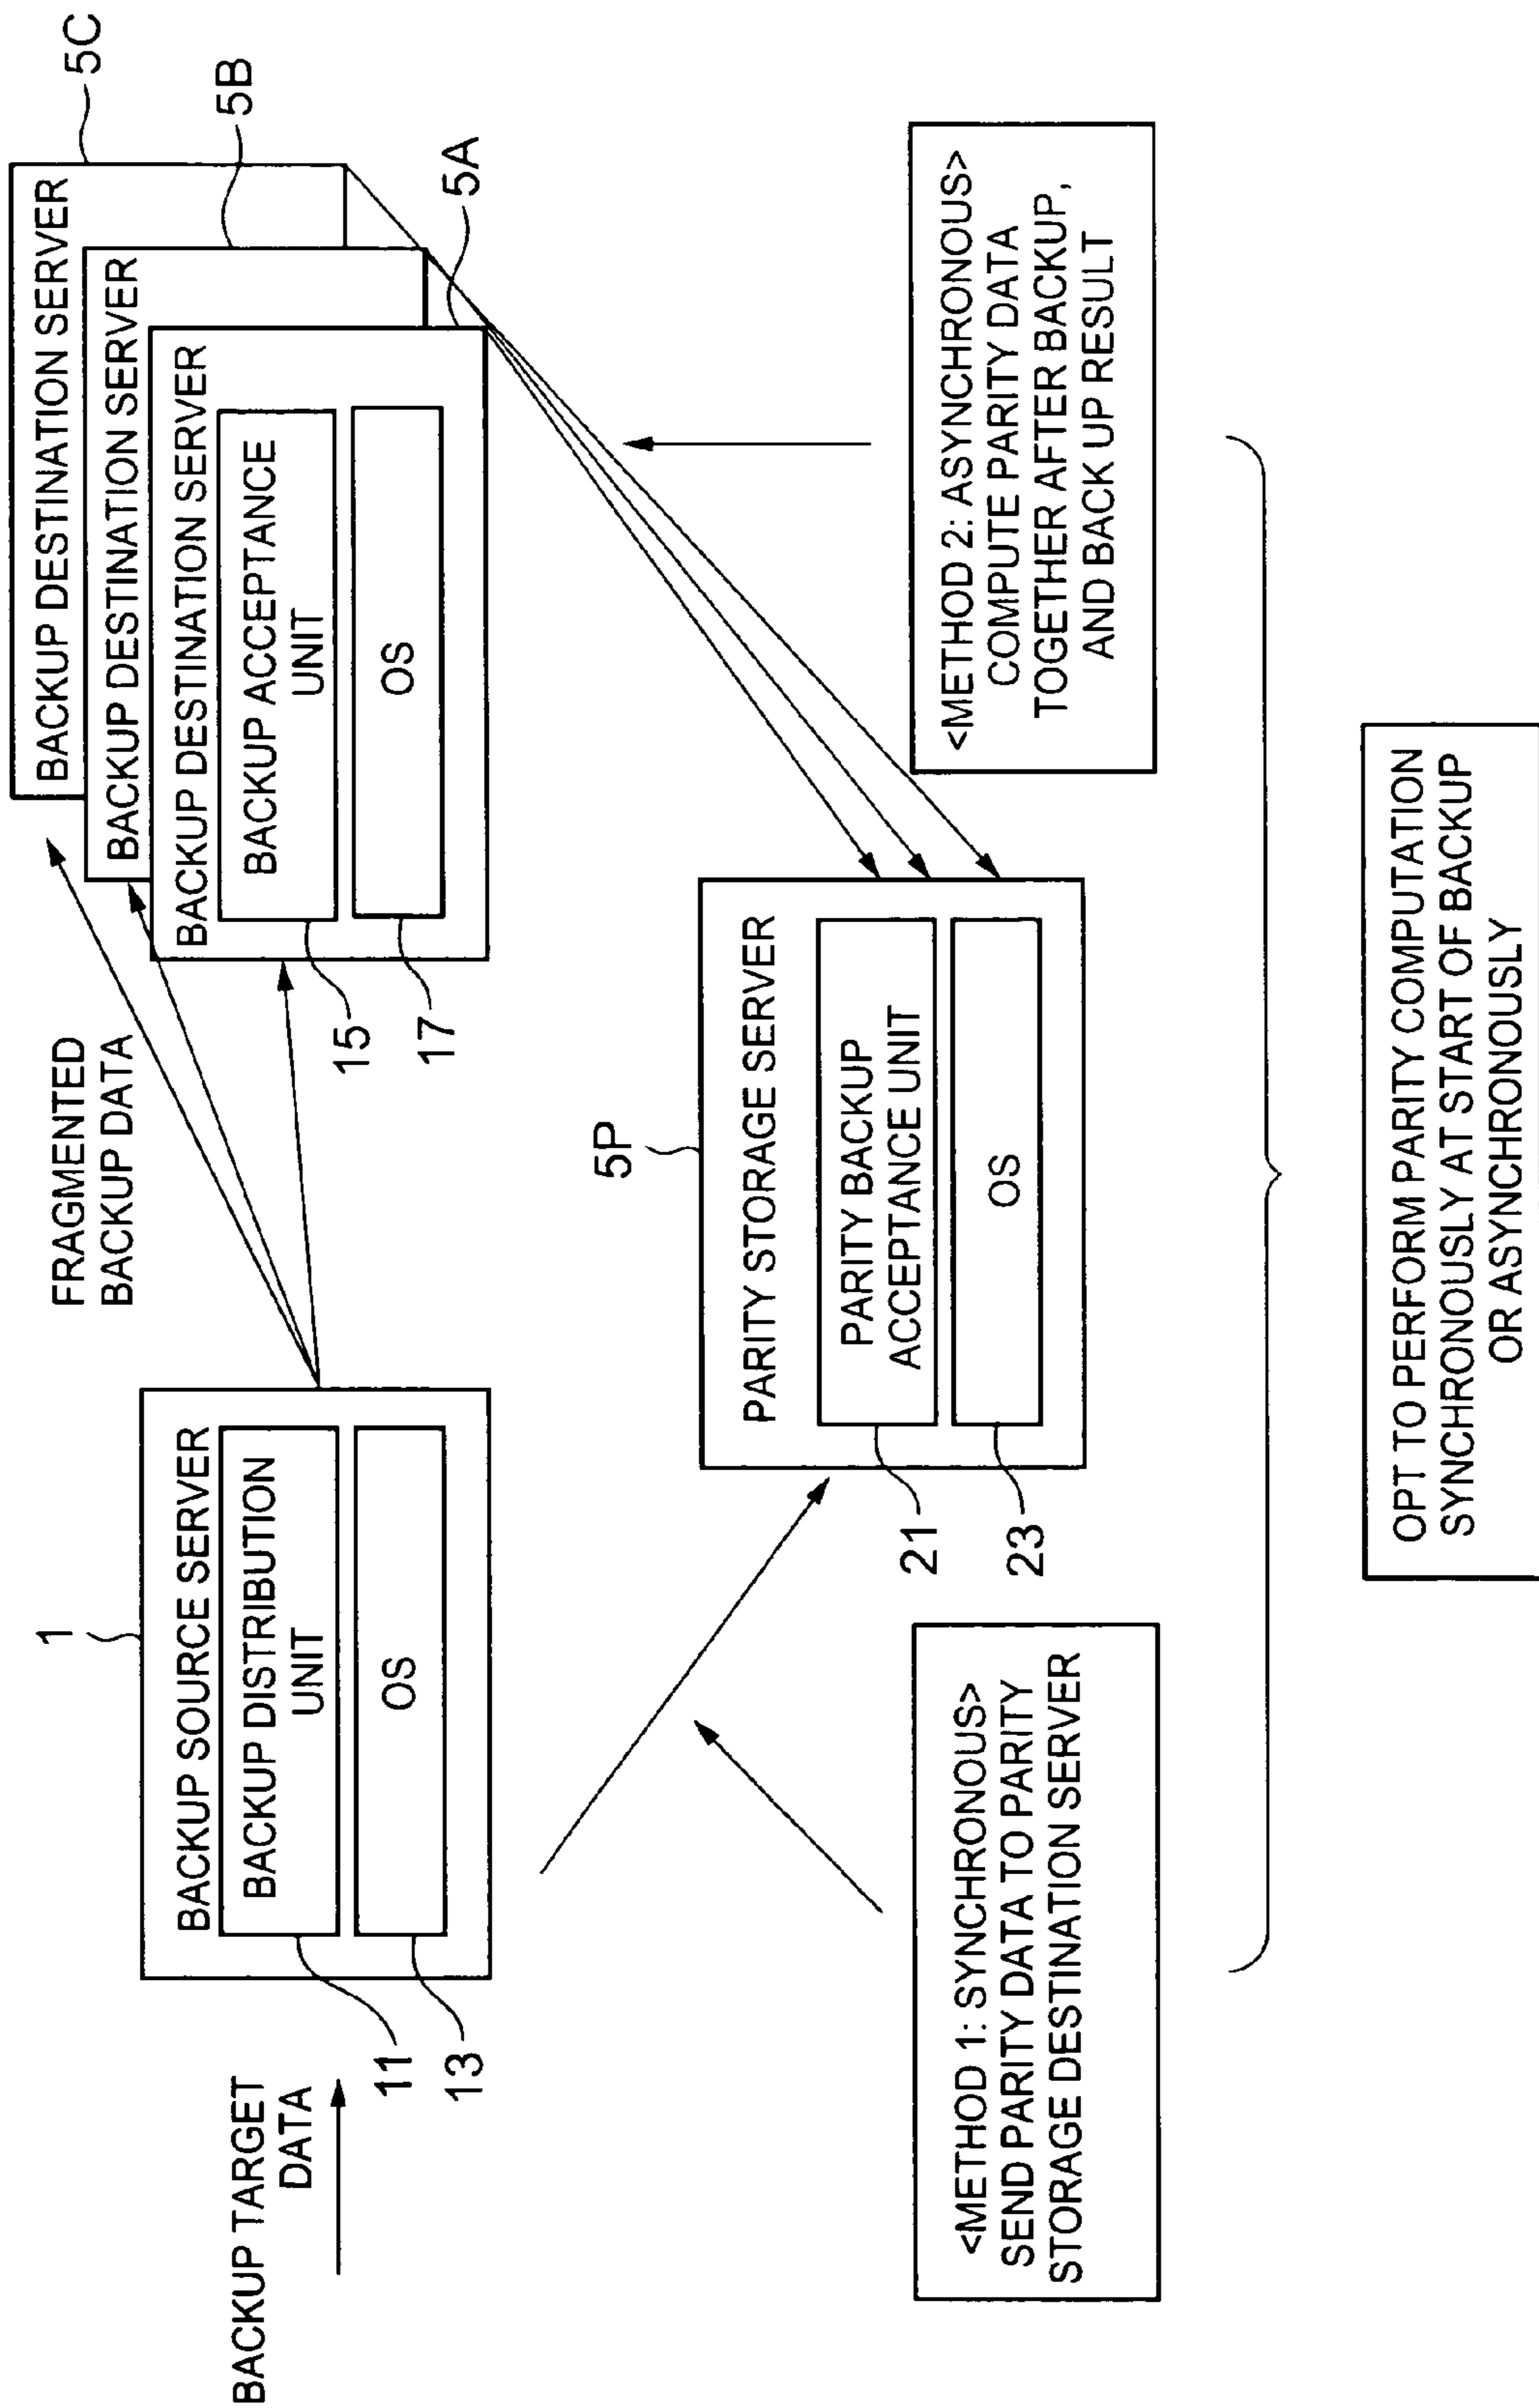 BACKUP TARGET
DATA
1
BACKUP SOURCE SERVER
BACKUP DISTRIBUTION
UNIT
OS
11
13
FRAGMENTED
BACKUP DATA
5C
BACKUP DESTINATION SERVER
5B
BACKUP DESTINATION SERVER
5A
BACKUP DESTINATION SERVER
BACKUP ACCEPTANCE
UNIT
OS
15
17
5P
PARITY STORAGE SERVER
PARITY BACKUP
ACCEPTANCE UNIT
OS
21
23
<METHOD 1: SYNCHRONOUS>
SEND PARITY DATA TO PARITY
STORAGE DESTINATION SERVER
<METHOD 2: ASYNCHRONOUS>
COMPUTE PARITY DATA
TOGETHER AFTER BACKUP,
AND BACK UP RESULT
OPT TO PERFORM PARITY COMPUTATION
SYNCHRONOUSLY AT START OF BACKUP
OR ASYNCHRONOUSLY